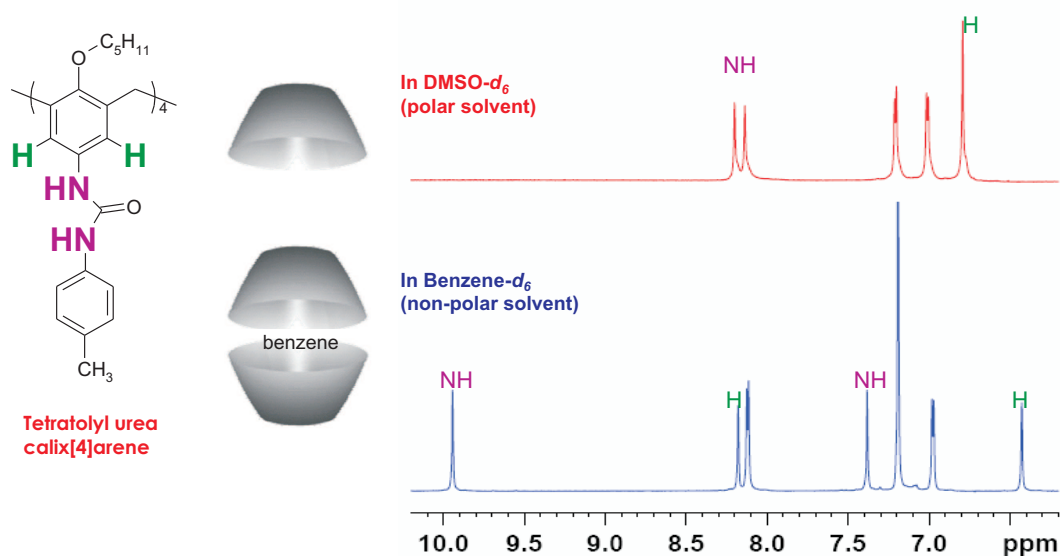 C5H11
O
4
H
H
HN
O
HN
CH3
Tetratolyl urea
calix[4]arene
benzene
In DMSO-d6
(polar solvent)
NH
H
In Benzene-d6
(non-polar solvent)
NH
H
NH
H
10.0 9.5 9.0 8.5 8.0 7.5 7.0 ppm